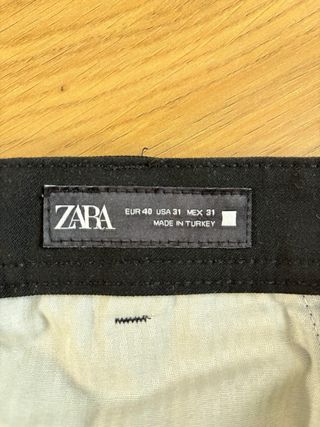 ZARA
EUR 40 USA 31 MEX 31
MADE IN TURKEY